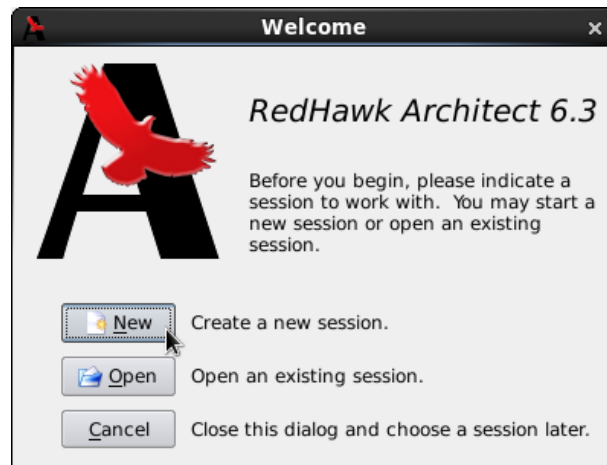 Welcome
RedHawk Architect 6.3
Before you begin, please indicate a
session to work with. You may start a
new session or open an existing
session.
New Create a new session.
Open Open an existing session.
Cancel Close this dialog and choose a session later.